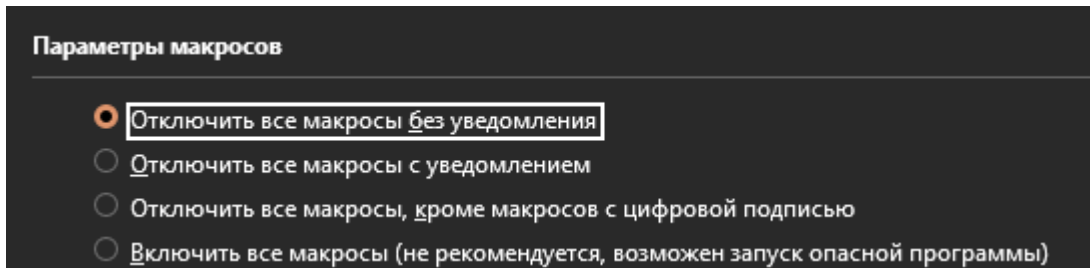 Параметры макросов
Отключить все макросы без уведомления
Отключить все макросы с уведомлением
Отключить все макросы, кроме макросов с цифровой подписью
Включить все макросы (не рекомендуется, возможен запуск опасной программы)